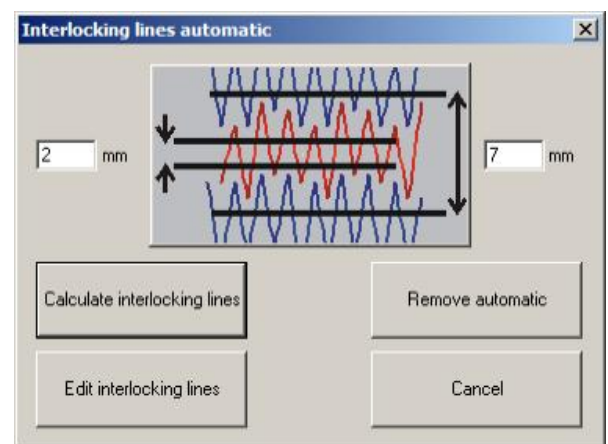 Interlocking lines automatic
2 mm
7 mm
Calculate interlocking lines
Remove automatic
Edit interlocking lines
Cancel